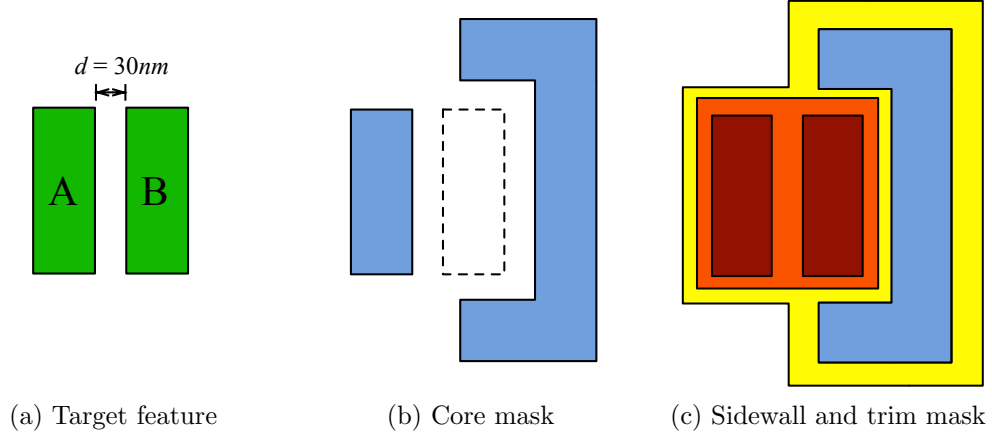 d = 30nm
A B
(a) Target feature
(b) Core mask
(c) Sidewall and trim mask